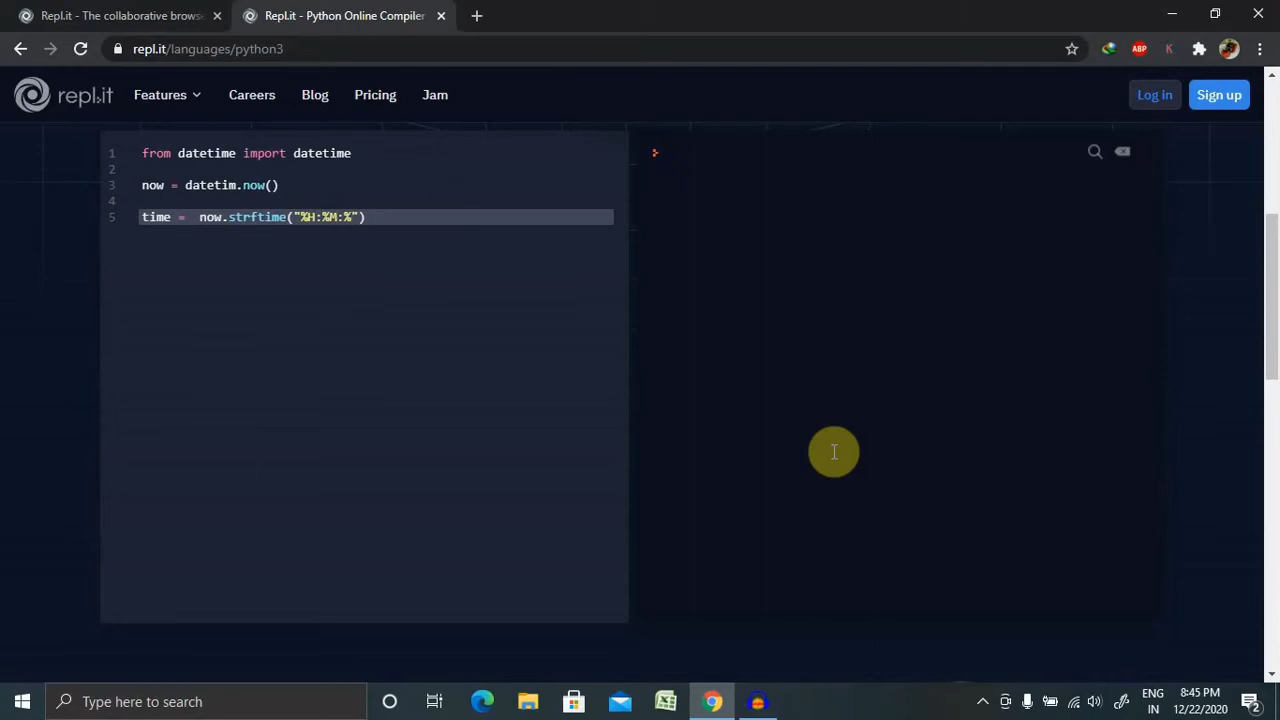 Repl.it - The collaborative brows
Repl.it - Python Online Compiler
repl.it/languages/python3
ABP
K
repl.it
Features
Careers
Blog
Pricing
Jam
Log in
Sign up
1 from datetime import datetime
2
3 now = datetim.now()
4
5 time =  now.strftime("%H:%M:%")
Type here to search
ENG
IN
8:45 PM
12/22/2020
2